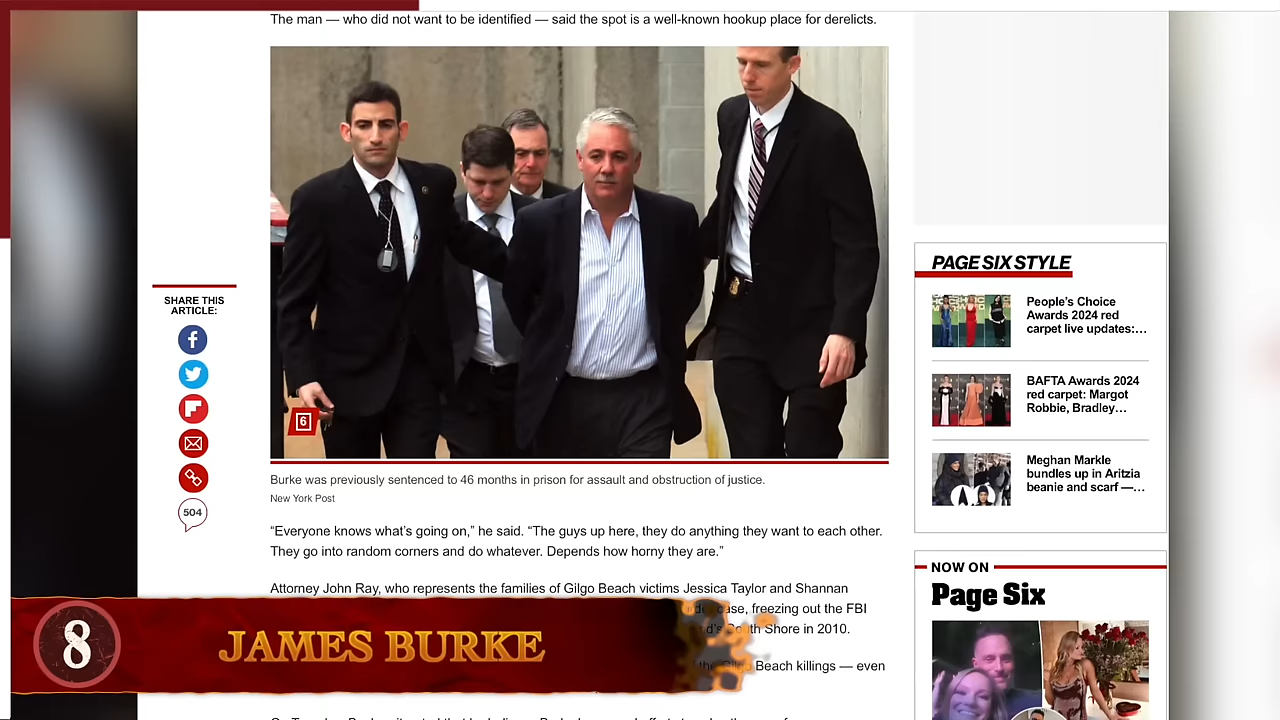 The man — who did not want to be identified — said the spot is a well-known hookup place for derelicts.
SHARE THIS
ARTICLE:
504
6
Burke was previously sentenced to 46 months in prison for assault and obstruction of justice.
New York Post
“Everyone knows what’s going on,” he said. “The guys up here, they do anything they want to each other.
They go into random corners and do whatever. Depends how horny they are.”
Attorney John Ray, who represents the families of Gilgo Beach victims Jessica Taylor and Shannan
case, freezing out the FBI
South Shore in 2010.
the Gilgo Beach killings — even
8
JAMES BURKE
PAGE SIX STYLE
People’s Choice
Awards 2024 red
carpet live updates:…
BAFTA Awards 2024
red carpet: Margot
Robbie, Bradley…
Meghan Markle
bundles up in Aritzia
beanie and scarf —…
NOW ON
Page Six